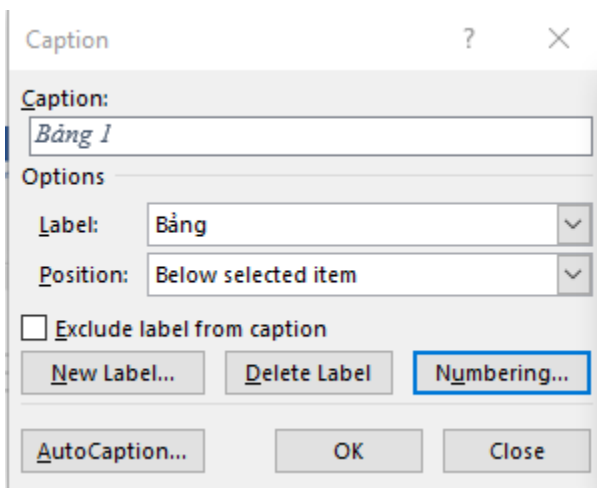 Caption ?
Caption:
Bảng 1
Options
Label: Bảng
Position: Below selected item
Exclude label from caption
New Label... Delete Label Numbering...
AutoCaption... OK Close